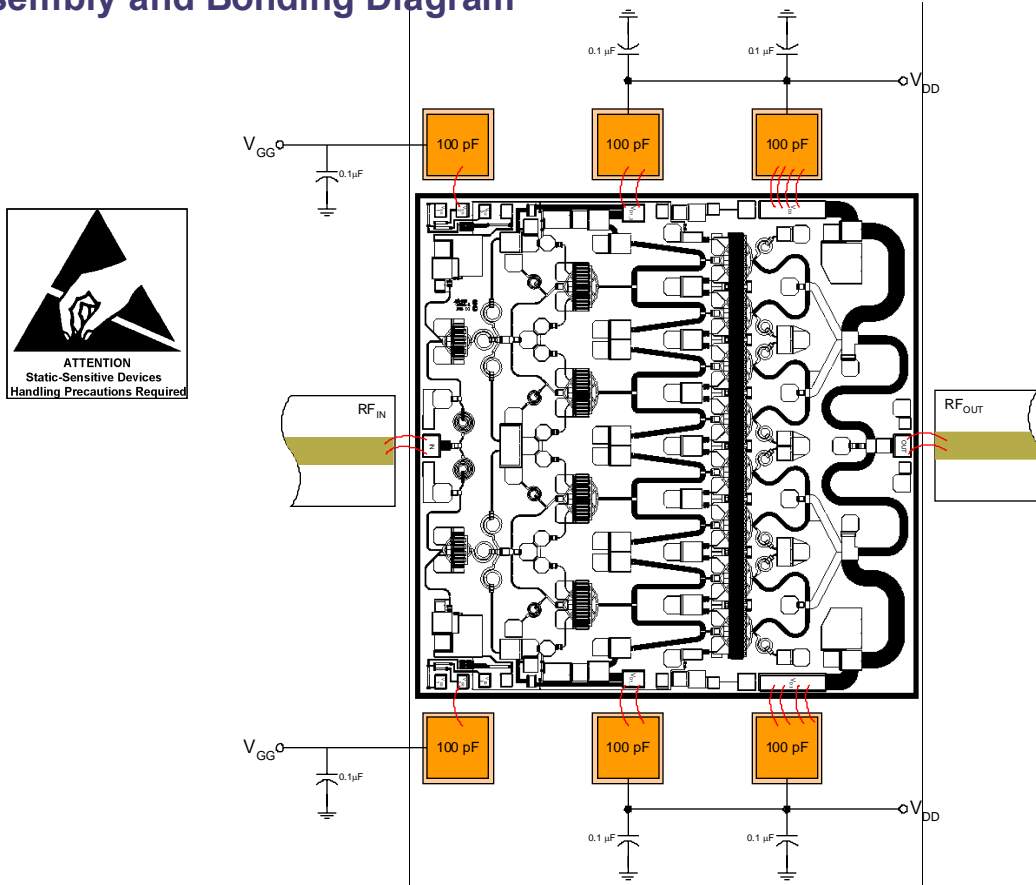 sembly and Bonding Diagram
0.1 µF
0.1 µF
VDD
VGG
100 pF
100 pF
100 pF
0.1µF
ATTENTION
Static-Sensitive Devices
Handling Precautions Required
RFIN
IN
OUT
RFOUT
VGG
100 pF
100 pF
100 pF
0.1µF
VDD
0.1 µF
0.1 µF